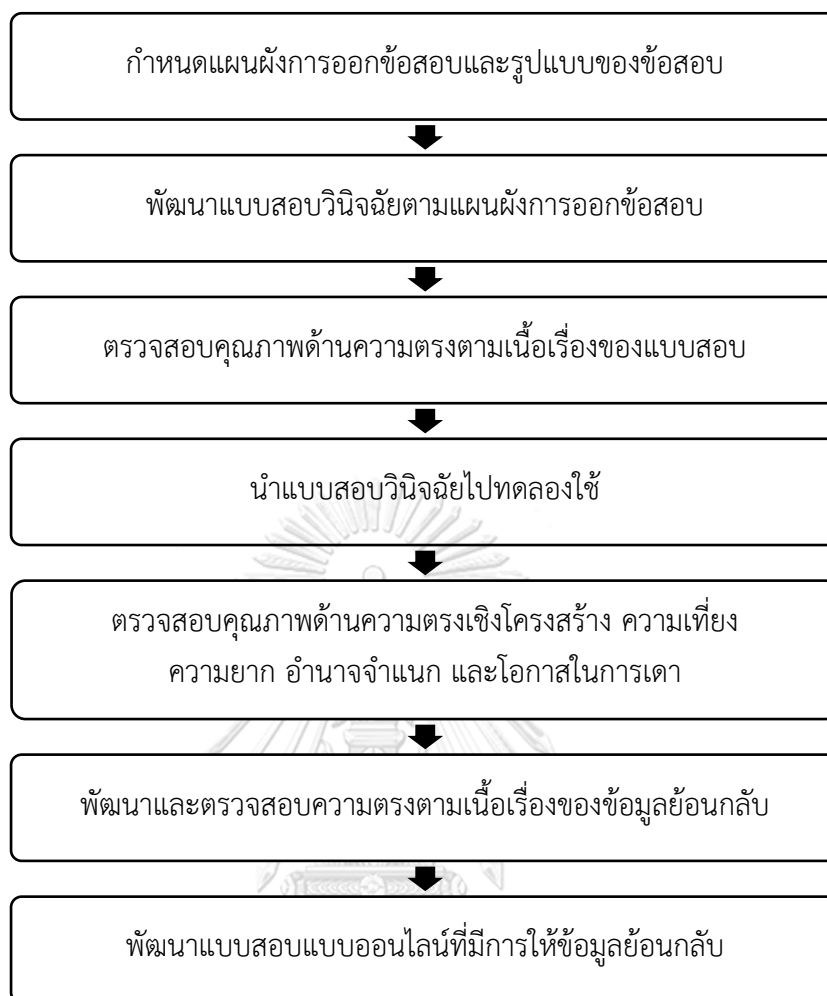 กำหนดแผนผังการออกข้อสอบและรูปแบบของข้อสอบ
พัฒนาแบบสอบวินิจฉัยตามแผนผังการออกข้อสอบ
ตรวจสอบคุณภาพด้านความตรงตามเนื้อเรื่องของแบบสอบ
นำแบบสอบวินิจฉัยไปทดลองใช้
ตรวจสอบคุณภาพด้านความตรงเชิงโครงสร้าง ความเที่ยง
ความยาก อำนาจจำแนก และโอกาสในการเดา
พัฒนาและตรวจสอบความตรงตามเนื้อเรื่องของข้อมูลย้อนกลับ
พัฒนาแบบสอบแบบออนไลน์ที่มีการให้ข้อมูลย้อนกลับ